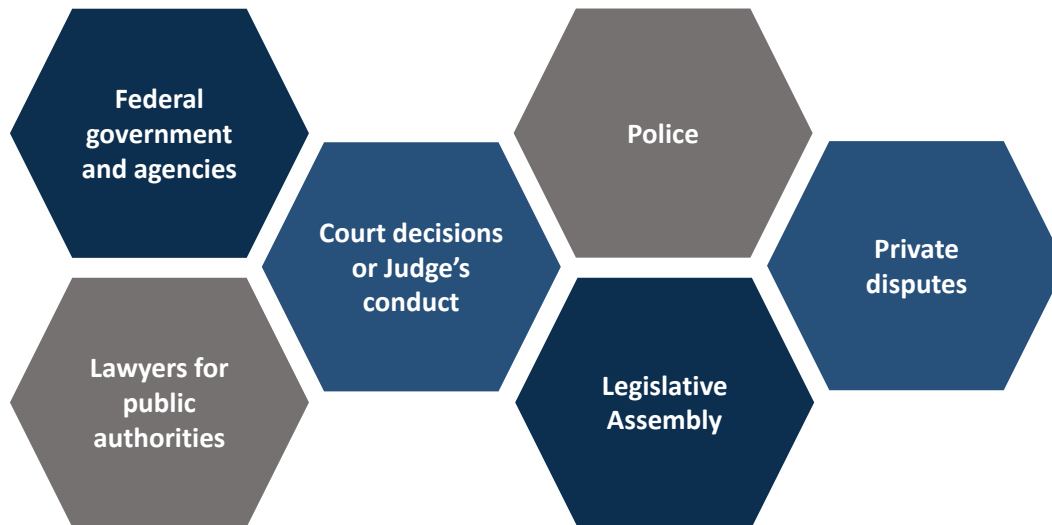 Federal
government
and agencies
Police
Court decisions
or Judge’s
conduct
Private
disputes
Lawyers for
public
authorities
Legislative
Assembly